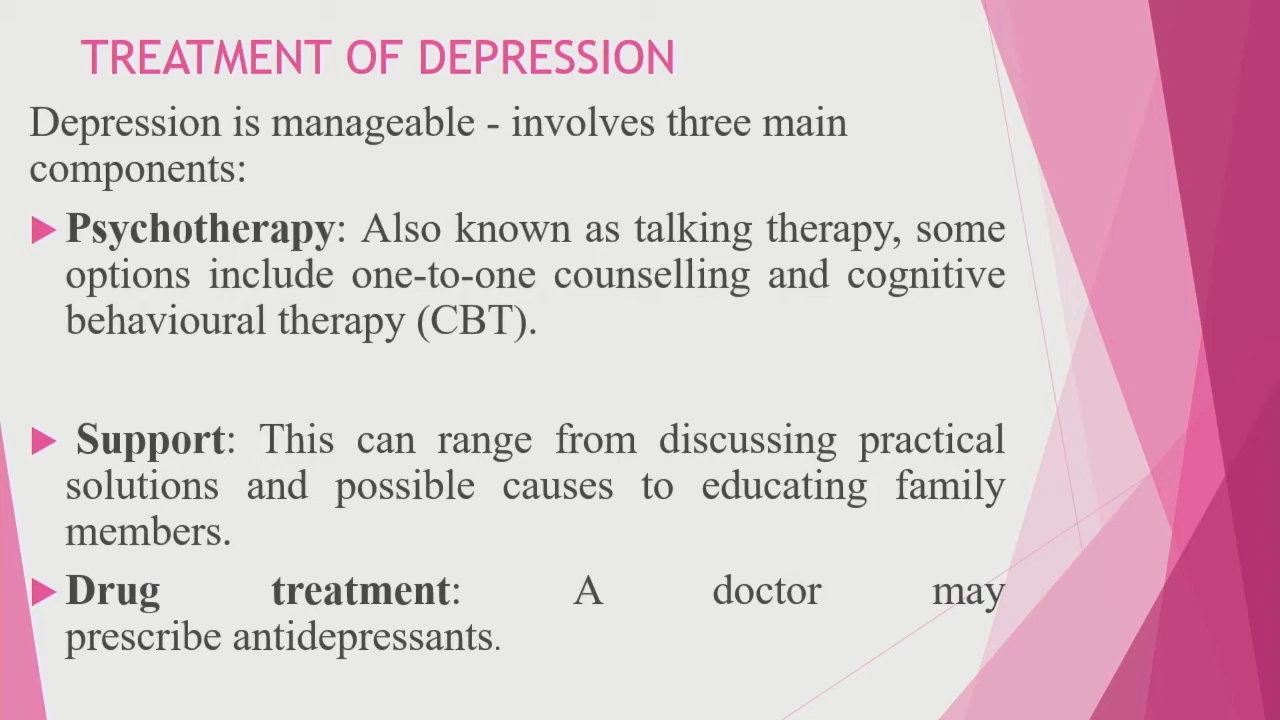 TREATMENT OF DEPRESSION
Depression is manageable - involves three main
components:
Psychotherapy: Also known as talking therapy, some
options include one-to-one counselling and cognitive
behavioural therapy (CBT).
Support: This can range from discussing practical
solutions and possible causes to educating family
members.
Drug treatment: A doctor may
prescribe antidepressants.